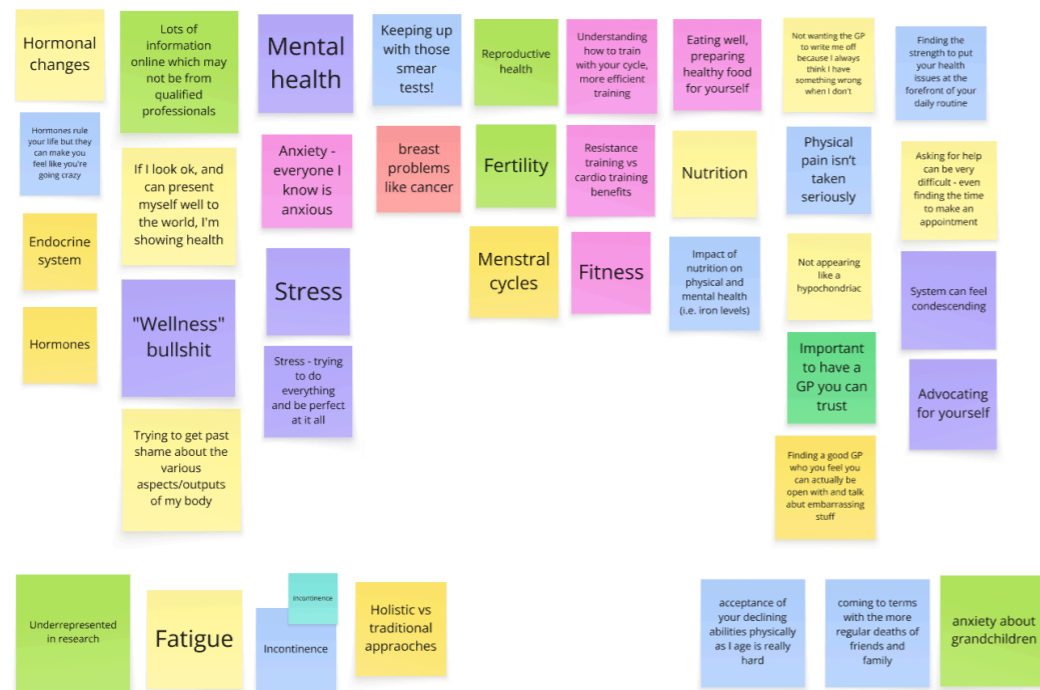 Hormonal
changes
Hormones rule
your life but they
can make you
feel like you're
going crazy
Endocrine
system
Hormones
Lots of
information
online which may
not be from
qualified
professionals
If I look ok, and
can present
myself well to
the world, I'm
showing health
"Wellness"
bullshit
Trying to get past
shame about the
various
aspects/outputs
of my body
Mental
health
Anxiety -
everyone I
know is
anxious
Stress
Stress - trying
to do
everything
and be perfect
at it all
Keeping up
with those
smear
tests!
breast
problems
like cancer
Reproductive
health
Fertility
Menstral
cycles
Understanding
how to train
with your cycle,
more efficient
training
Resistance
training vs
cardio training
benefits
Fitness
Eating well,
preparing
healthy food
for yourself
Nutrition
Impact of
nutrition on
physical and
mental health
(i.e. iron levels)
Not wanting the GP
to write me off
because I always
think I have
something wrong
when I don't
Physical
pain isn't
taken
seriously
Not appearing
like a
hypochondriac
Important
to have a
GP you can
trust
Finding a good GP
who you feel you
can actually be
open with and talk
abut embarrassing
stuff
Finding the
strength to put
your health
issues at the
forefront of your
daily routine
Asking for help
can be very
difficult - even
finding the time
to make an
appointment
System can feel
condescending
Advocating
for yourself
Underrepresented
in research
Fatigue
Incontinence
Incontinence
Holistic vs
traditional
appraoches
acceptance of
your declining
abilities physically
as I age is really
hard
coming to terms
with the more
regular deaths of
friends and
family
anxiety about
grandchildren